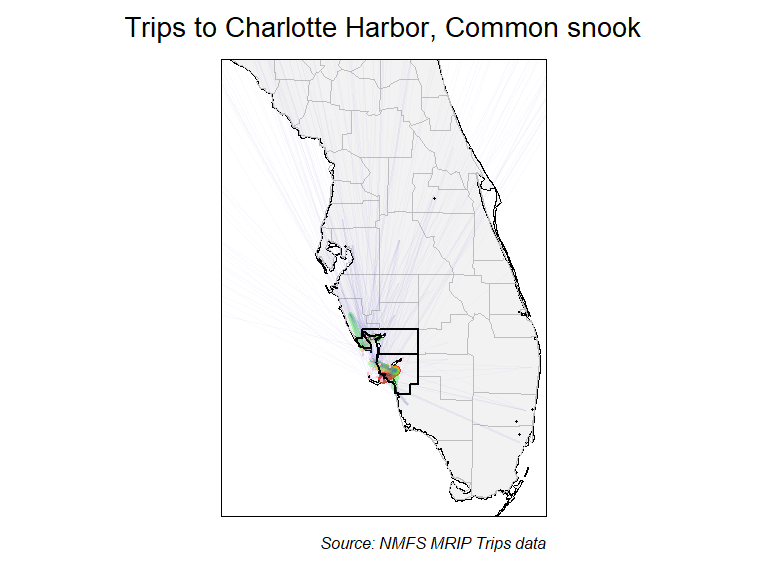 Trips to Charlotte Harbor, Common snook
Source: NMFS MRIP Trips data